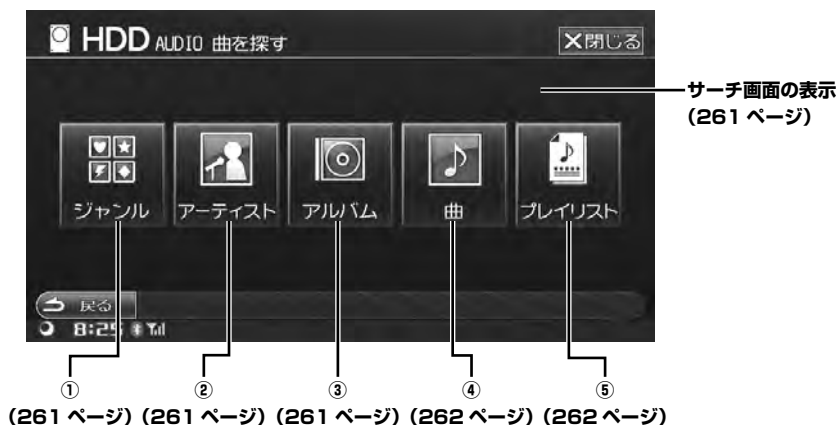 HDD AUDIO 曲を探す
×閉じる
サーチ画面の表示
（261 ページ）
ジャンル アーティスト アルバム 曲 プレイリスト
戻る
8:25
① ② ③ ④ ⑤
（261 ページ）（261 ページ）（261 ページ）（262 ページ）（262 ページ）